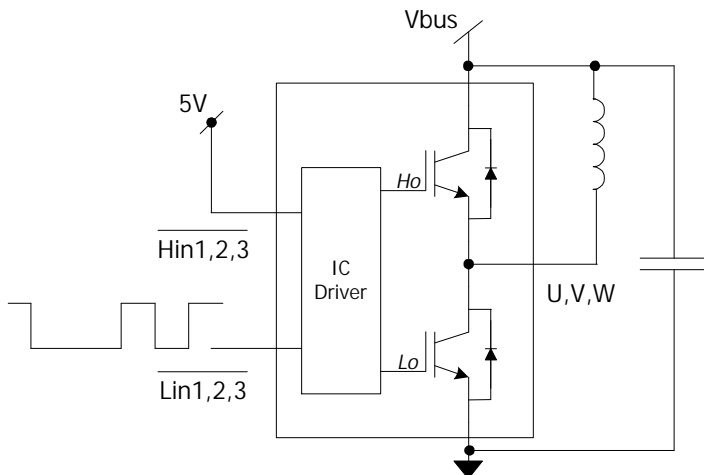 Vbus
5V
Ho
Hin1,2,3
IC
Driver
U,V,W
Lo
Lin1,2,3